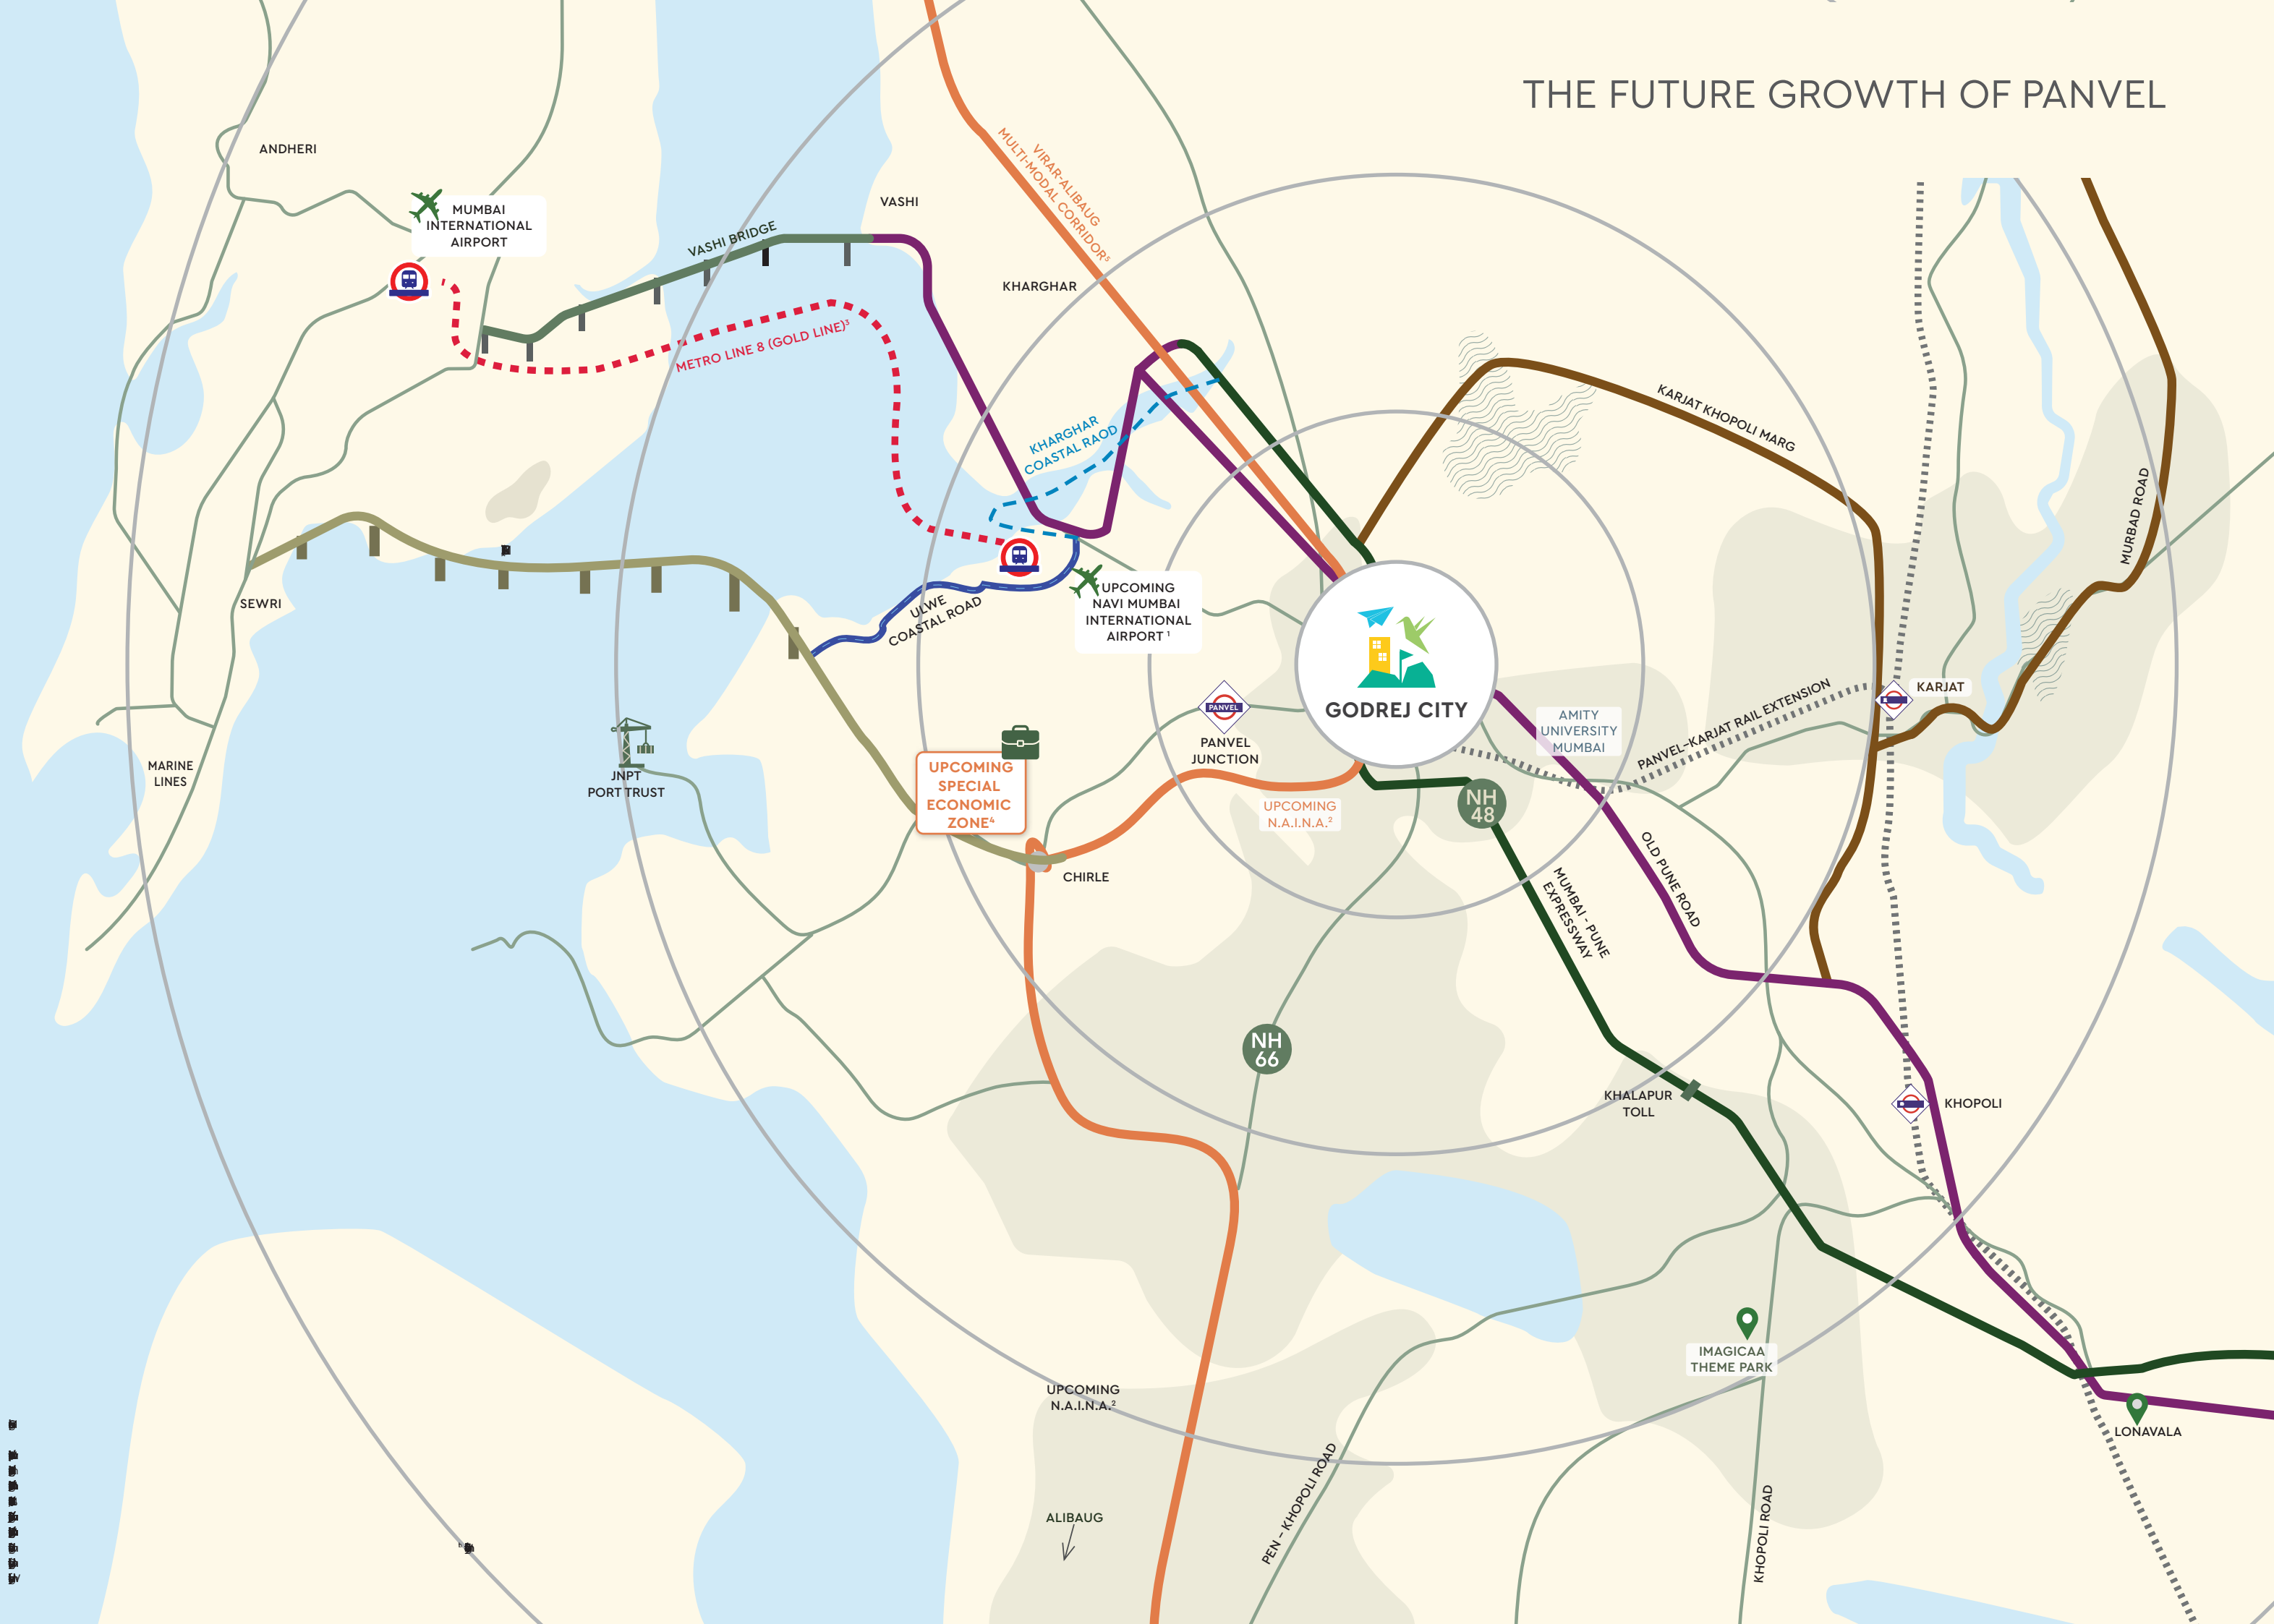 THE FUTURE GROWTH OF PANVEL
ANDHERI
MUMBAI
INTERNATIONAL
AIRPORT
VASHI BRIDGE
VASHI
VIRAR-ALIBAUG
MULTI-MODAL CORRIDOR⁵
KHARGHAR
METRO LINE 8 (GOLD LINE)³
KHARGHAR
COASTAL RAOD
KARJAT KHOPOLI MARG
MURBAD ROAD
SEWRI
ULWE
COASTAL ROAD
UPCOMING
NAVI MUMBAI
INTERNATIONAL
AIRPORT ¹
GODREJ CITY
PANVEL
PANVEL
JUNCTION
AMITY
UNIVERSITY
MUMBAI
PANVEL-KARJAT RAIL EXTENSION
KARJAT
MARINE
LINES
JNPT
PORT TRUST
UPCOMING
SPECIAL
ECONOMIC
ZONE⁴
UPCOMING
N.A.I.N.A.²
NH
48
CHIRLE
OLD PUNE ROAD
MUMBAI - PUNE
EXPRESSWAY
NH
66
KHALAPUR
TOLL
KHOPOLI
IMAGICAA
THEME PARK
UPCOMING
N.A.I.N.A.²
LONAVALA
ALIBAUG
PEN - KHOPOLI ROAD
KHOPOLI ROAD